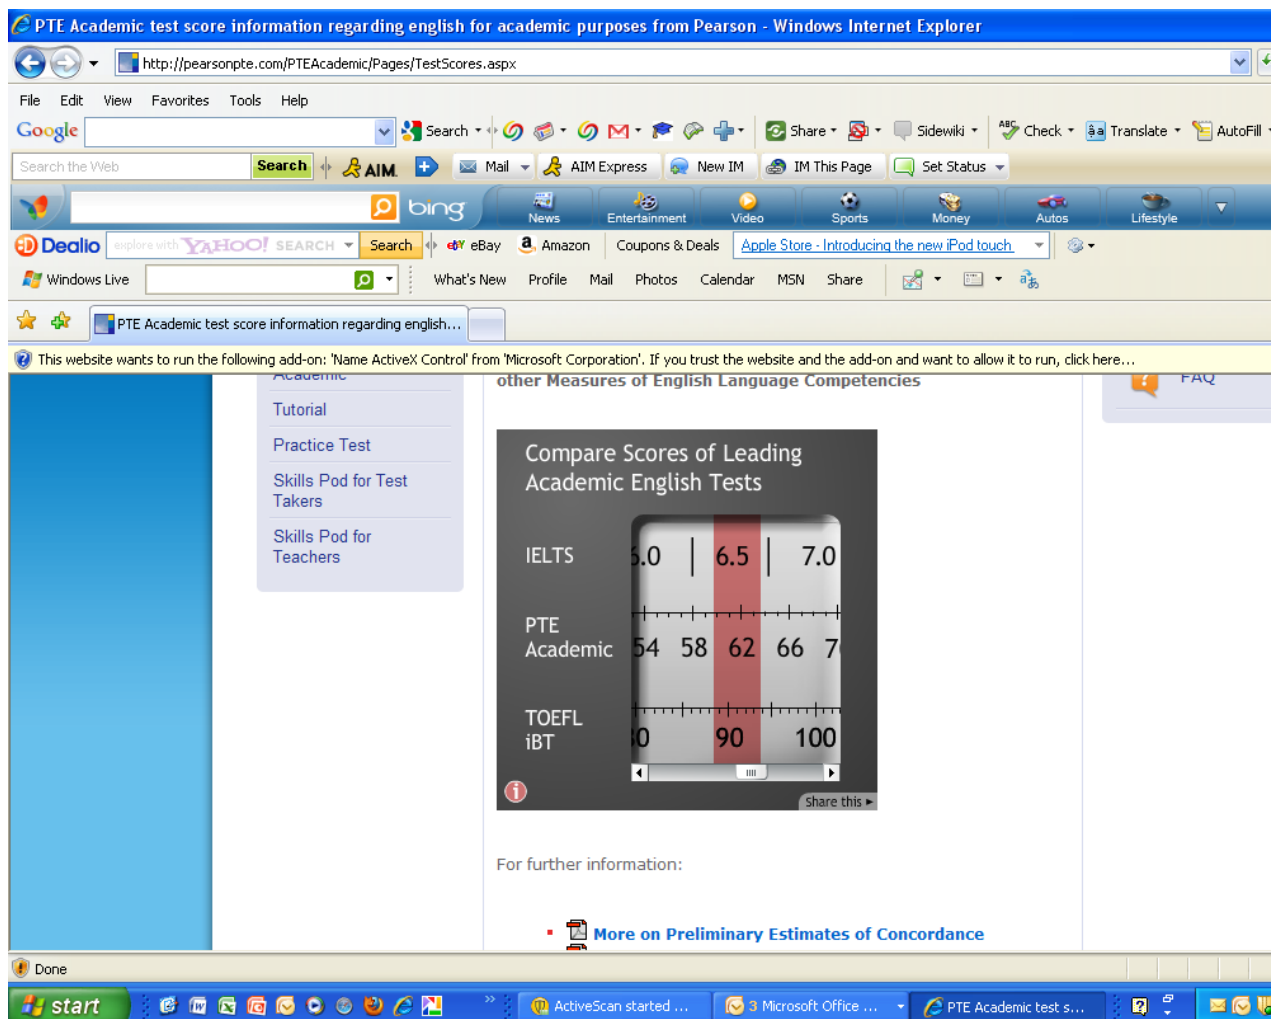 PTE Academic test score information regarding english for academic purposes from Pearson - Windows Internet Explorer
http://pearsonpte.com/PTEAcademic/Pages/TestScores.aspx
File Edit View Favorites Tools Help
Google Search Share Sidewiki ABC Check âa Translate AutoFill
Search the Web Search AIM. Mail AIM Express New IM IM This Page Set Status
bing News Entertainment Video Sports Money Autos Lifestyle
Dealio explore with YAHOO! SEARCH Search eBay eBay a Amazon Coupons & Deals Apple Store - Introducing the new iPod touch
Windows Live What's New Profile Mail Photos Calendar MSN Share
PTE Academic test score information regarding english...
This website wants to run the following add-on: 'Name ActiveX Control' from 'Microsoft Corporation'. If you trust the website and the add-on and want to allow it to run, click here...
Academic
Tutorial
Practice Test
Skills Pod for Test
Takers
Skills Pod for
Teachers
other Measures of English Language Competencies
FAQ
Compare Scores of Leading
Academic English Tests
IELTS 6.0 6.5 7.0
PTE
Academic 54 58 62 66
TOEFL
iBT 90 100
Share this
For further information:
More on Preliminary Estimates of Concordance
Done
start ActiveScan started ... 3 Microsoft Office ... PTE Academic test s...